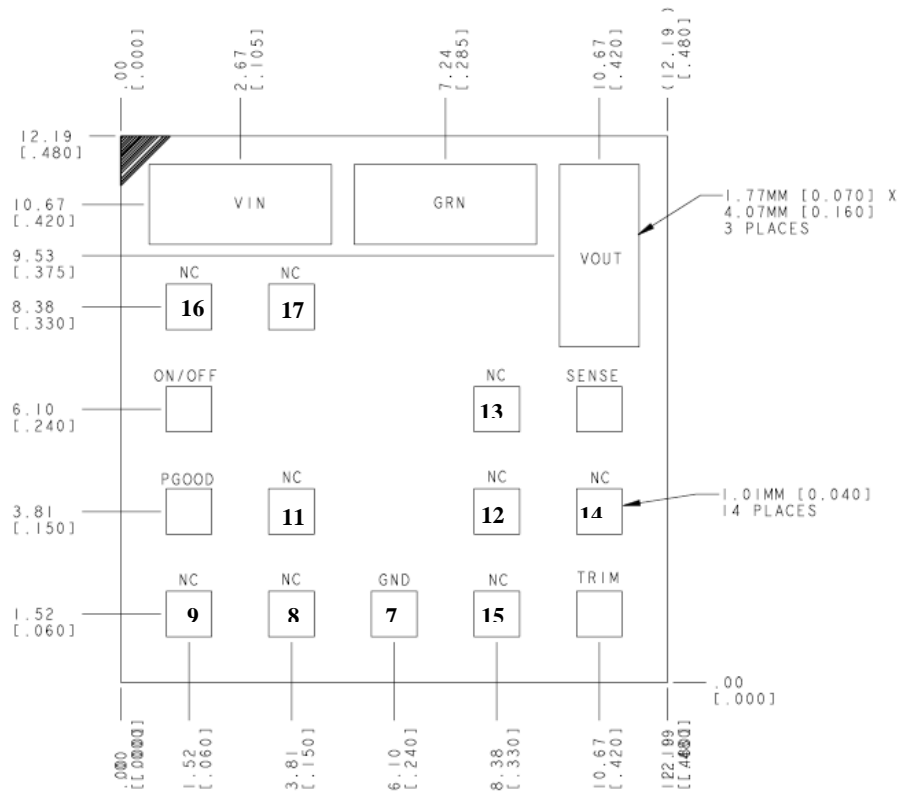 .00
[.0000]
2.67
[.105]
7.24
[.285]
10.67
[.420]
(12.19)
[.480]
12.19
[.480]
VIN
GRN
10.67
[.420]
1.77MM [0.070] X
4.07MM [0.160]
3 PLACES
9.53
[.375]
VOUT
NC
NC
8.38
[.330]
16
17
ON/OFF
NC
SENSE
6.10
[.240]
13
PGOOD
NC
NC
NC
3.81
[.150]
11
12
14
1.01MM [0.040]
14 PLACES
NC
NC
GND
NC
TRIM
1.52
[.060]
9
8
7
15
.00
[.000]
1.52
[.060]
3.81
[.150]
6.10
[.240]
8.38
[.330]
10.67
[.420]